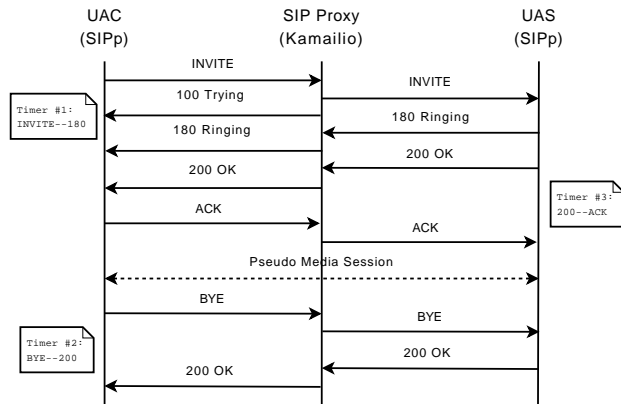 UAC
(SIPp)
SIP Proxy
(Kamailio)
UAS
(SIPp)
INVITE
INVITE
100 Trying
Timer #1:
INVITE--180
180 Ringing
180 Ringing
200 OK
200 OK
Timer #3:
200--ACK
ACK
ACK
Pseudo Media Session
BYE
BYE
Timer #2:
BYE--200
200 OK
200 OK